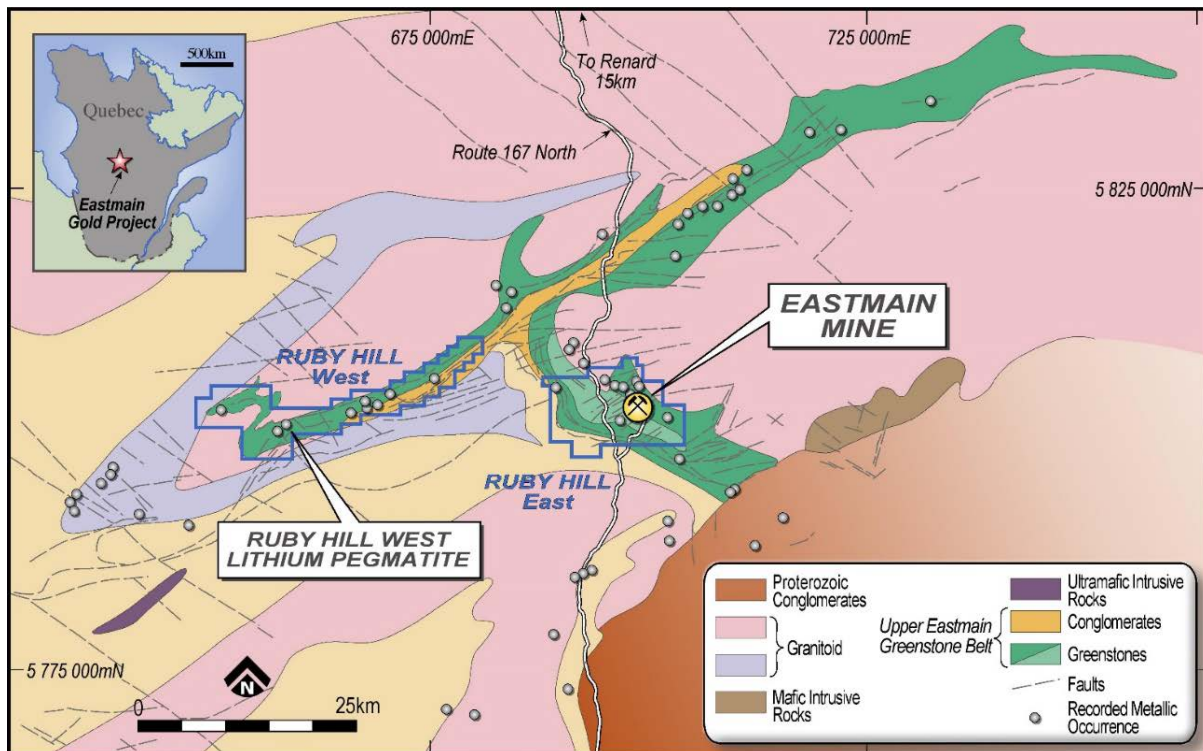 500km
Quebec
Eastmain
Gold Project
675 000mE
725 000mE
To Renard
15km
Route 167 North
5 825 000mN
EASTMAIN
MINE
RUBY HILL
West
RUBY HILL
East
RUBY HILL WEST
LITHIUM PEGMATITE
5 775 000mN
N
0
25km
Proterozoic
Conglomerates
Granitoid
Mafic Intrusive
Rocks
Ultramafic Intrusive
Rocks
Upper Eastmain
Greenstone Belt
Conglomerates
Greenstones
Faults
Recorded Metallic
Occurrence